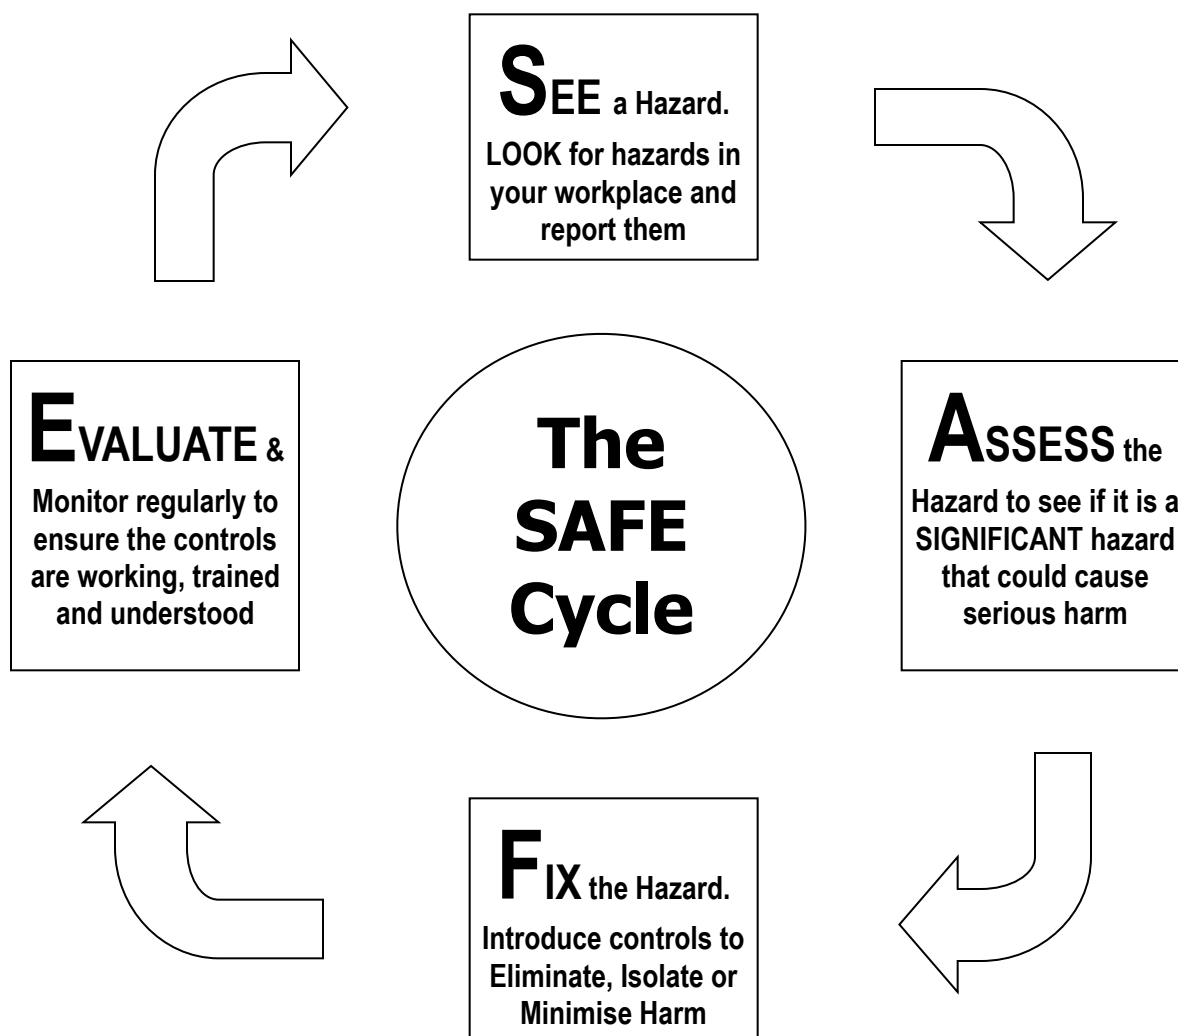 SEE a Hazard.
LOOK for hazards in
your workplace and
report them
EVALUATE &
Monitor regularly to
ensure the controls
are working, trained
and understood
The
SAFE
Cycle
ASSESS the
Hazard to see if it is a
SIGNIFICANT hazard
that could cause
serious harm
FIX the Hazard.
Introduce controls to
Eliminate, Isolate or
Minimise Harm